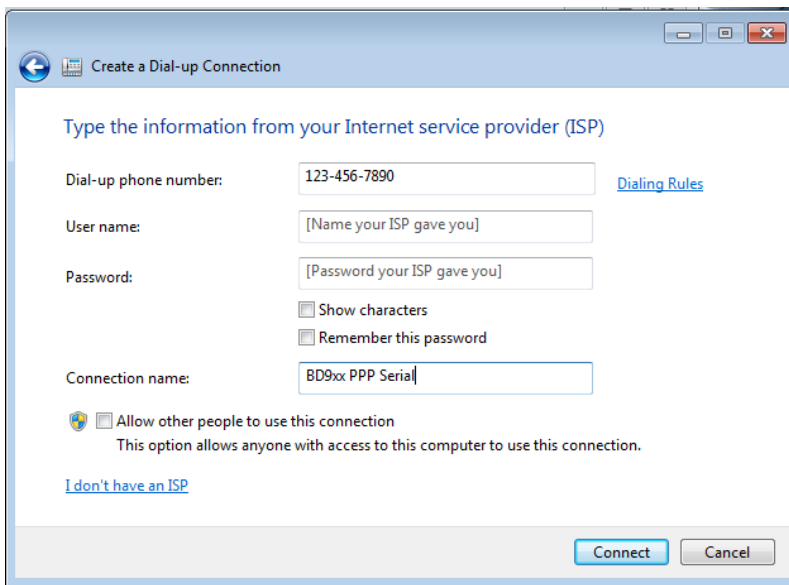 Create a Dial-up Connection
Type the information from your Internet service provider (ISP)
Dial-up phone number: 123-456-7890 Dialing Rules
User name: [Name your ISP gave you]
Password: [Password your ISP gave you]
Show characters
Remember this password
Connection name: BD9xx PPP Serial
Allow other people to use this connection
This option allows anyone with access to this computer to use this connection.
I don't have an ISP
Connect Cancel